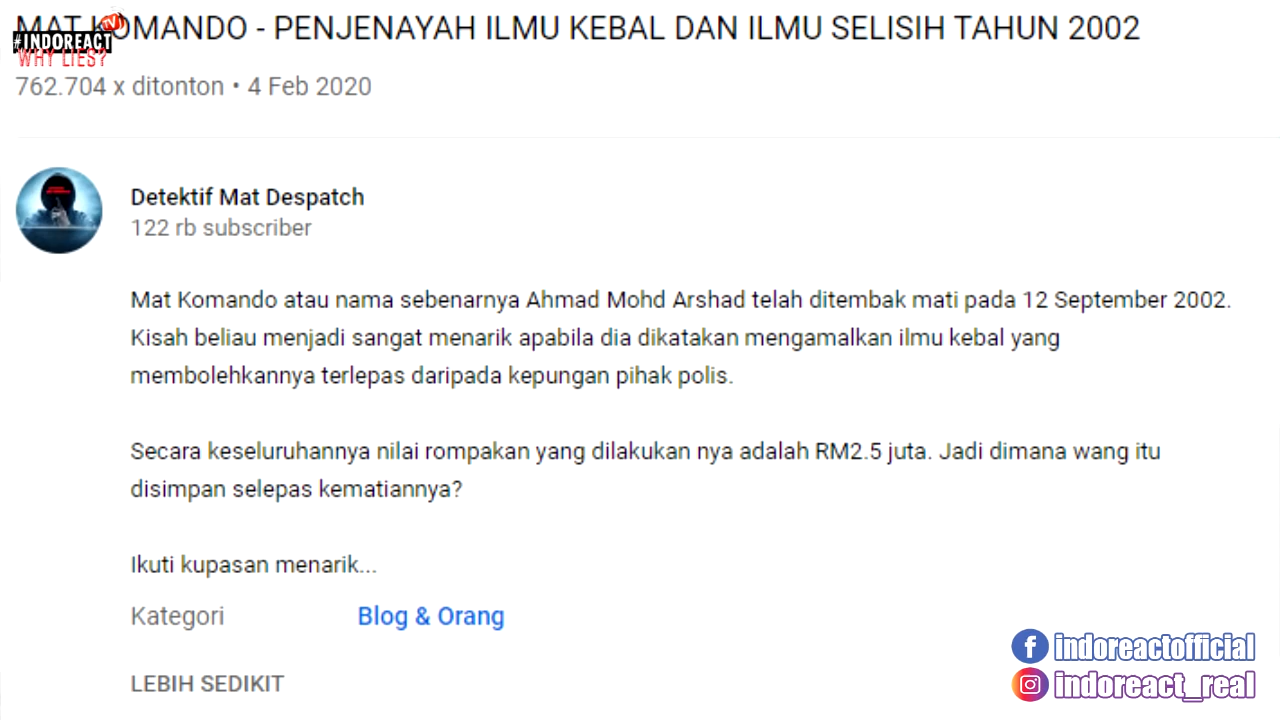 MAT KOMANDO - PENJENAYAH ILMU KEBAL DAN ILMU SELISIH TAHUN 2002
#INDOREACT TV
WHY LIES?
762.704 x ditonton • 4 Feb 2020
Detektif Mat Despatch
122 rb subscriber
Mat Komando atau nama sebenarnya Ahmad Mohd Arshad telah ditembak mati pada 12 September 2002.
Kisah beliau menjadi sangat menarik apabila dia dikatakan mengamalkan ilmu kebal yang
membolehkannya terlepas daripada kepungan pihak polis.
Secara keseluruhannya nilai rompakan yang dilakukan nya adalah RM2.5 juta. Jadi dimana wang itu
disimpan selepas kematiannya?
Ikuti kupasan menarik...
Kategori Blog & Orang
LEBIH SEDIKIT
indoreactofficial
indoreact_real